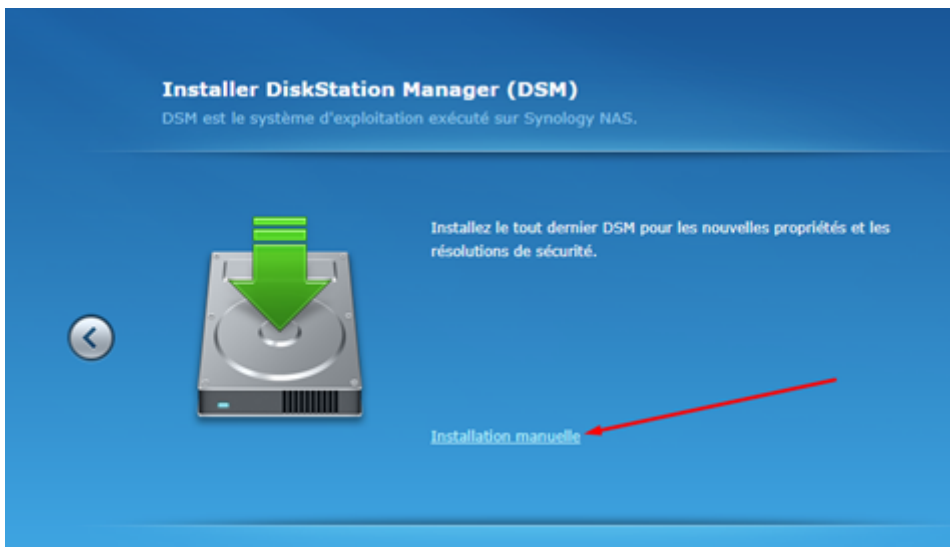 Installer DiskStation Manager (DSM)
DSM est le système d'exploitation exécuté sur Synology NAS.
Installez le tout dernier DSM pour les nouvelles propriétés et les
résolutions de sécurité.
Installation manuelle